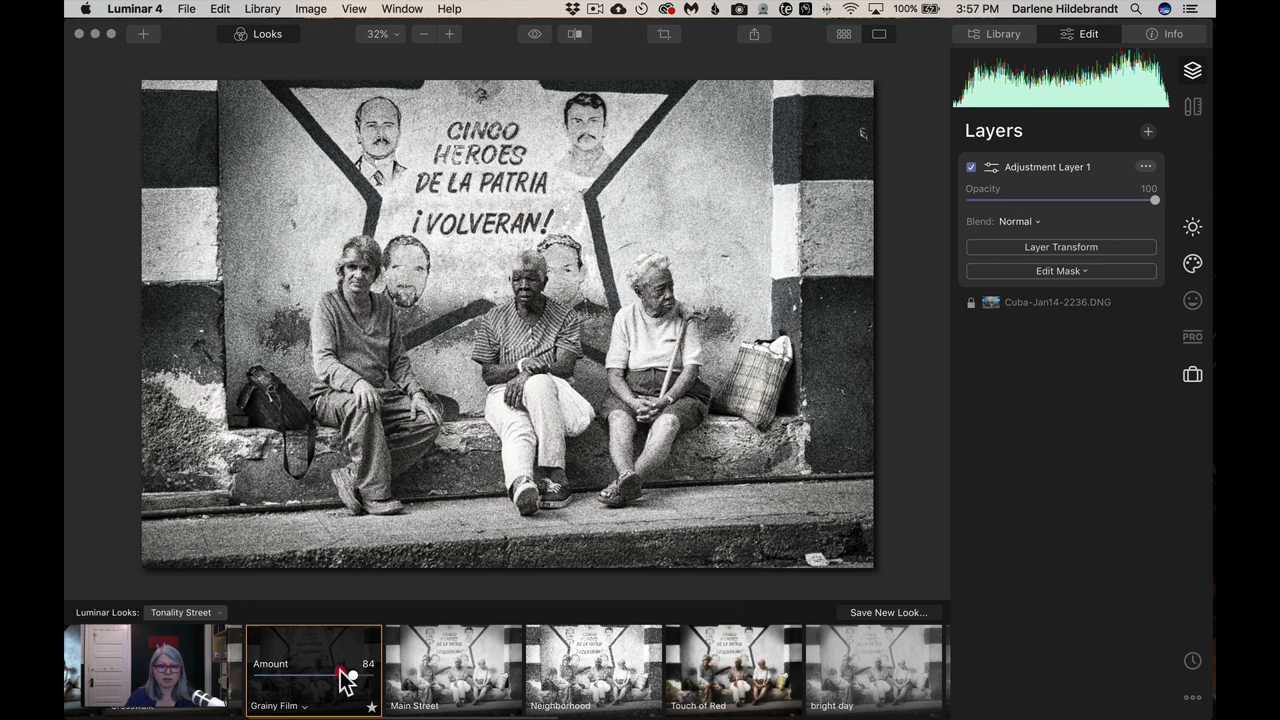 Luminar 4 File Edit Library Image View Window Help 100% 3:57 PM Darlene Hildebrandt
Looks 32% Library Edit Info
Layers
Adjustment Layer 1
Opacity 100
Blend: Normal
Layer Transform
Edit Mask
Cuba-Jan14-2236.DNG
PRO
CINCO
HEROES
DE LA PATRIA
¡VOLVERAN!
Luminar Looks: Tonality Street Save New Look...
Amount 84
Grainy Film Main Street Neighborhood Touch of Red bright day